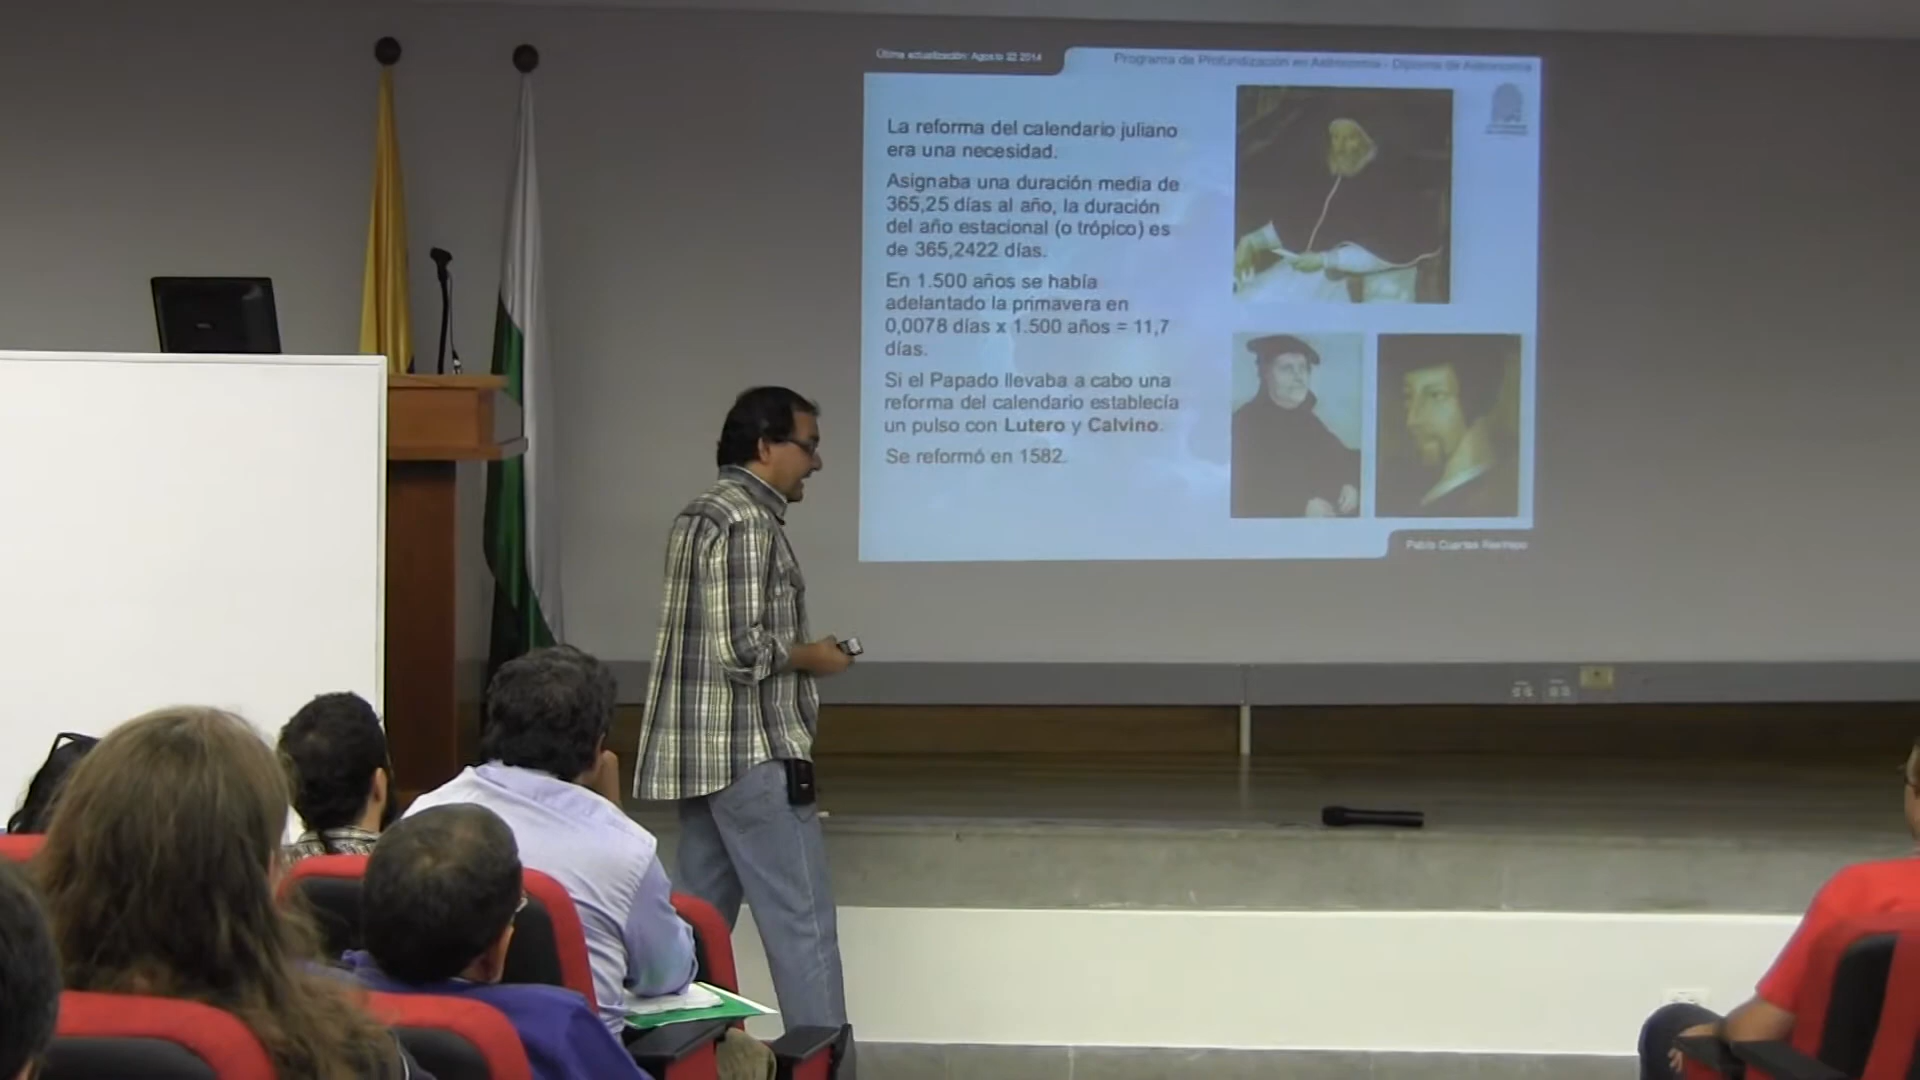 Última actualización: Agosto 22 2014
Programa de Profundización en Astronomía - Diploma de Astronomía
La reforma del calendario juliano
era una necesidad.
Asignaba una duración media de
365,25 días al año, la duración
del año estacional (o trópico) es
de 365,2422 días.
En 1.500 años se había
adelantado la primavera en
0,0078 días x 1.500 años = 11,7
días.
Si el Papado llevaba a cabo una
reforma del calendario establecía
un pulso con Lutero y Calvino.
Se reformó en 1582.
Pablo Cuartas Restrepo